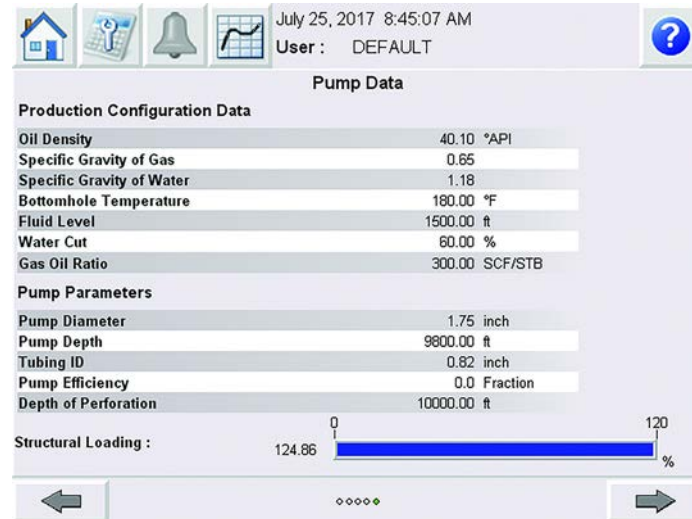 July 25, 2017 8:45:07 AM
User : DEFAULT
?
Pump Data
Production Configuration Data
Oil Density 40.10 °API
Specific Gravity of Gas 0.65
Specific Gravity of Water 1.18
Bottomhole Temperature 180.00 °F
Fluid Level 1500.00 ft
Water Cut 60.00 %
Gas Oil Ratio 300.00 SCF/STB
Pump Parameters
Pump Diameter 1.75 inch
Pump Depth 9800.00 ft
Tubing ID 0.82 inch
Pump Efficiency 0.0 Fraction
Depth of Perforation 10000.00 ft
0 120
Structural Loading : 124.86 %